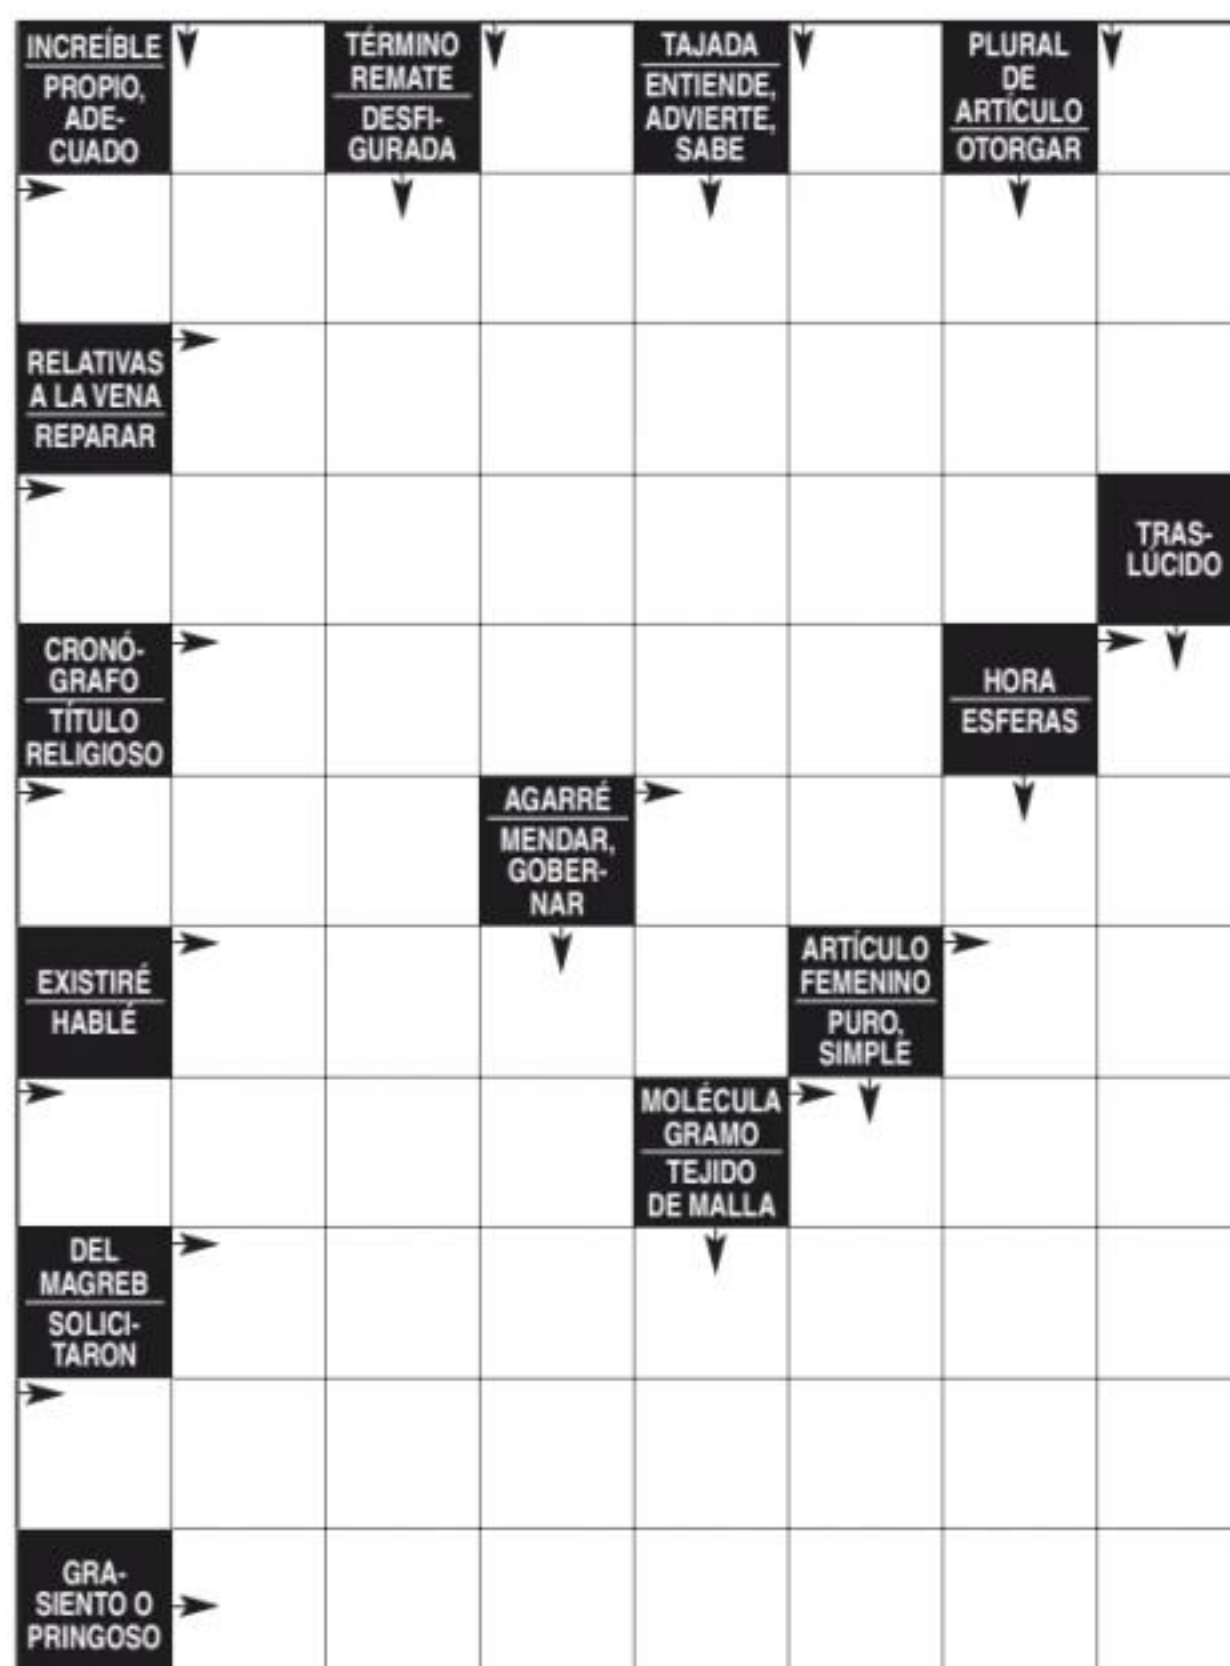 INCREÍBLE
PROPIO,
ADE-
CUADO
TÉRMINO
REMATE
DESFI-
GURADA
TAJADA
ENTIENDE,
ADVIERTE,
SABE
PLURAL
DE
ARTÍCULO
OTORGAR
RELATIVAS
A LA VENA
REPARAR
TRAS-
LÚCIDO
CRONÓ-
GRAFO
TÍTULO
RELIGIOSO
HORA
ESFERAS
AGARRÉ
MENDAR,
GOBER-
NAR
EXISTIRÉ
HABLÉ
ARTÍCULO
FEMENINO
PURO,
SIMPLE
MOLÉCULA
GRAMO
TEJIDO
DE MALLA
DEL
MAGREB
SOLICI-
TARON
GRA-
SIENTO O
PRINGOSO